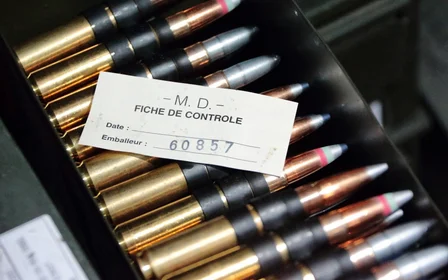 - M. D. -
FICHE DE CONTROLE
Date :
Emballeur : 60857